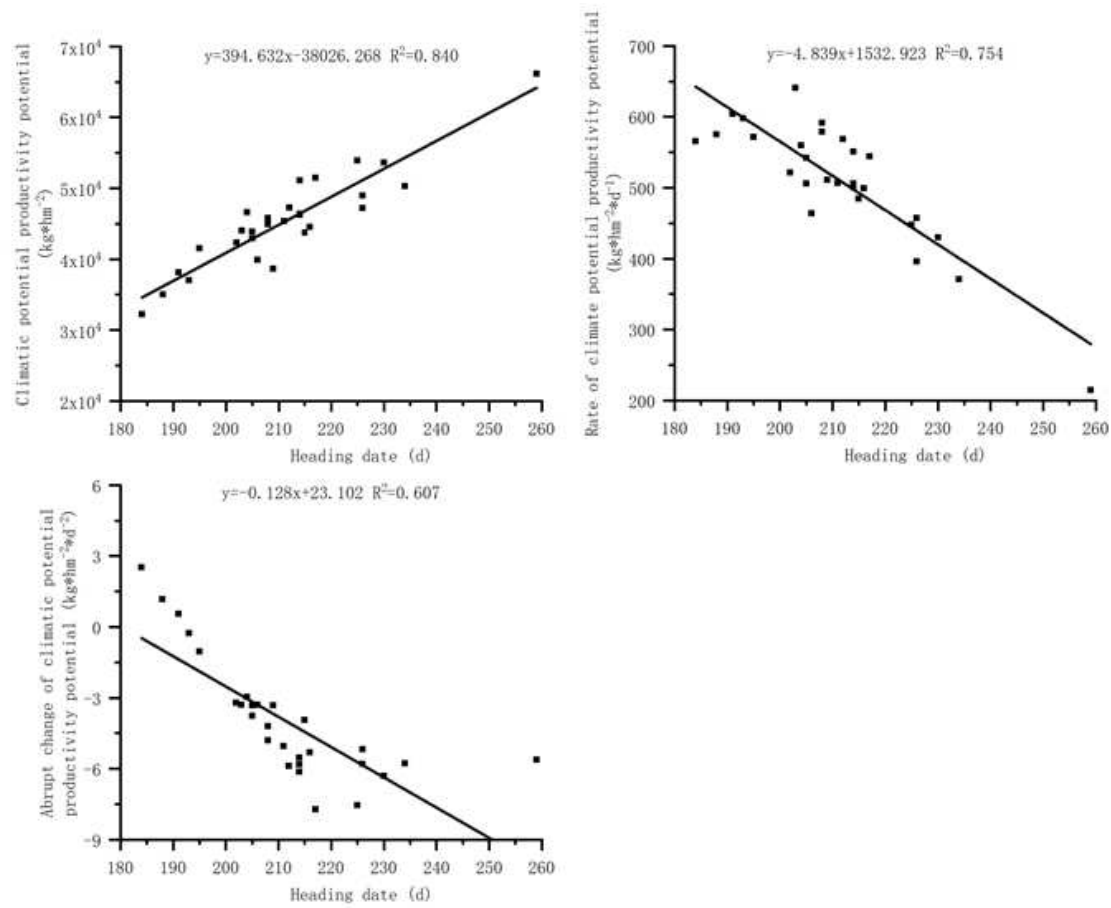 y=394.632x-38026.268 R²=0.840
Climatic potential productivity potential
(kg*hm⁻²)
7x10⁴
6x10⁴
5x10⁴
4x10⁴
3x10⁴
2x10⁴
180 190 200 210 220 230 240 250 260
Heading date (d)
y=-4.839x+1532.923 R²=0.754
Rate of climate potential productivity potential
(kg*hm⁻²*d⁻¹)
700
600
500
400
300
200
180 190 200 210 220 230 240 250 260
Heading date (d)
y=-0.128x+23.102 R²=0.607
Abrupt change of climatic potential
productivity potential (kg*hm⁻²*d⁻²)
6
3
0
-3
-6
-9
180 190 200 210 220 230 240 250 260
Heading date (d)